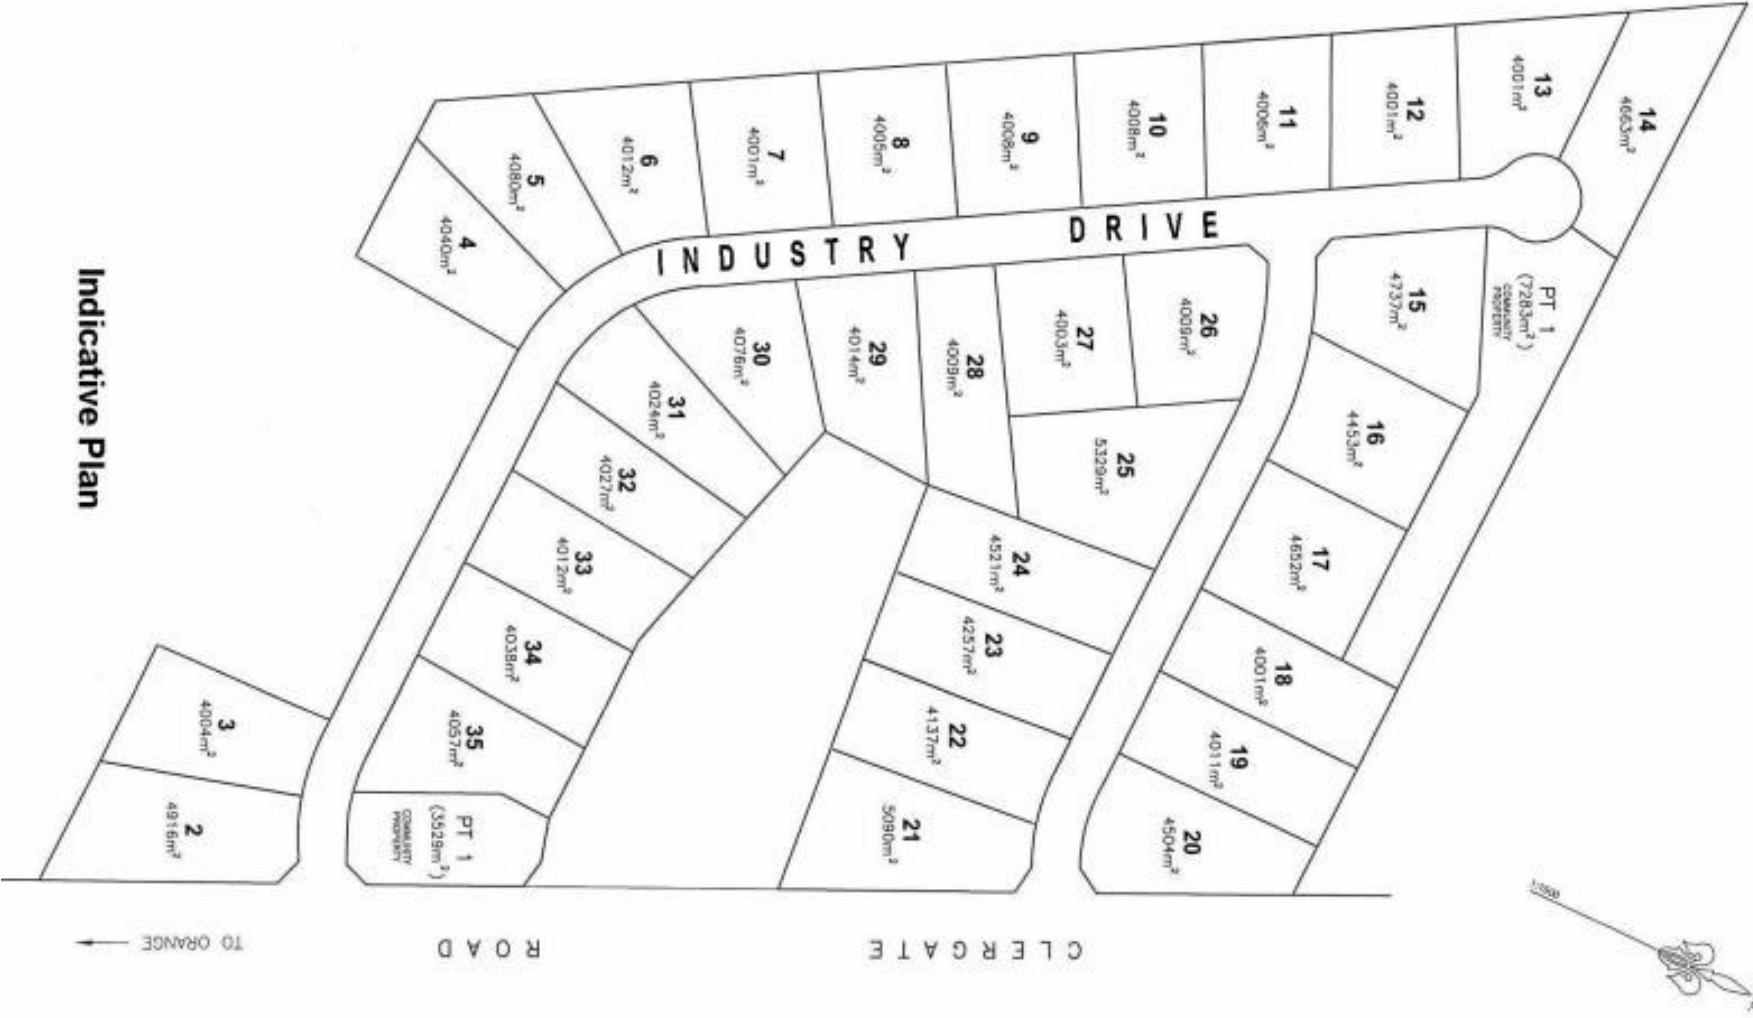 Indicative Plan
2
4916m²
3
4004m²
4
4040m²
5
4080m²
6
4012m²
7
4001m²
8
4005m²
9
4008m²
10
4008m²
11
4006m²
12
4001m²
13
4001m²
14
4663m²
INDUSTRY DRIVE
15
4737m²
PT 1
(7283m²)
COMMUNITY
PROPERTY
16
4453m²
17
4652m²
18
4001m²
19
4011m²
20
4504m²
21
5090m²
22
4137m²
23
4257m²
24
4521m²
25
5329m²
26
4009m²
27
4003m²
28
4009m²
29
4014m²
30
4076m²
31
4024m²
32
4027m²
33
4012m²
34
4038m²
35
4057m²
PT 1
(3529m²)
COMMUNITY
PROPERTY
CLERGATE ROAD
TO ORANGE